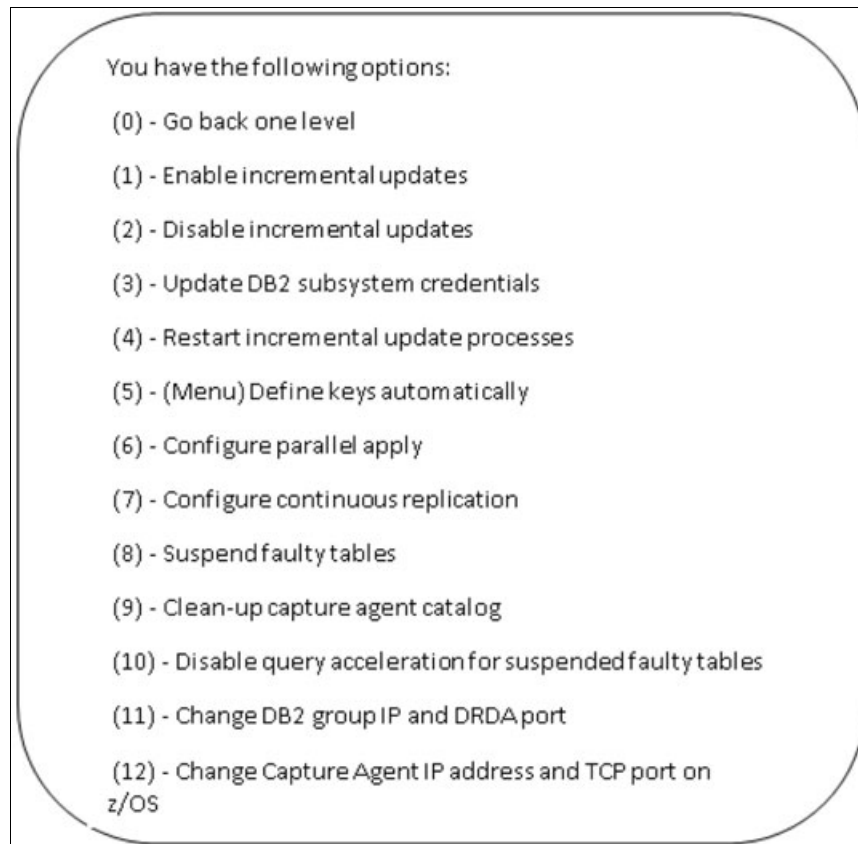 You have the following options:
(0) - Go back one level
(1) - Enable incremental updates
(2) - Disable incremental updates
(3) - Update DB2 subsystem credentials
(4) - Restart incremental update processes
(5) - (Menu) Define keys automatically
(6) - Configure parallel apply
(7) - Configure continuous replication
(8) - Suspend faulty tables
(9) - Clean-up capture agent catalog
(10) - Disable query acceleration for suspended faulty tables
(11) - Change DB2 group IP and DRDA port
(12) - Change Capture Agent IP address and TCP port on
z/OS